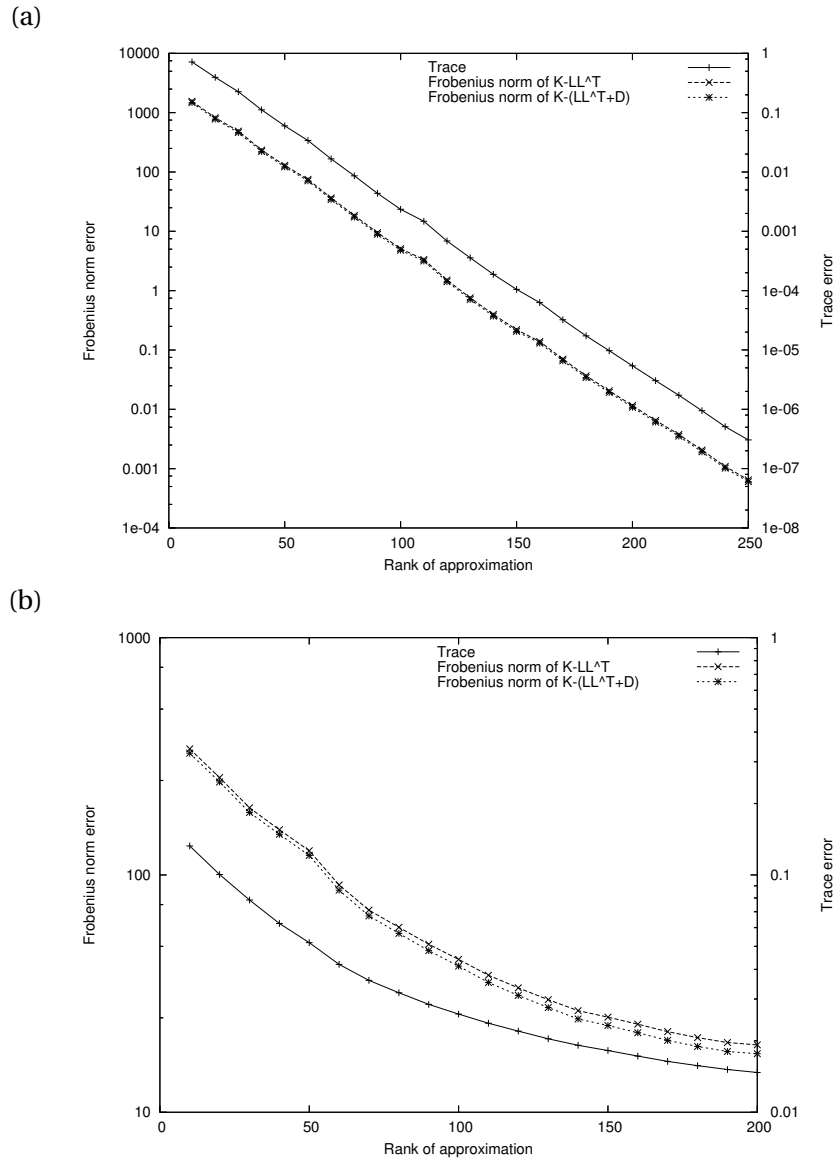 (a)
10000
1000
100
10
1
0.1
0.01
0.001
1e-04
Frobenius norm error
1
0.1
0.01
0.001
1e-04
1e-05
1e-06
1e-07
1e-08
Trace error
Trace
Frobenius norm of K-LL^T
Frobenius norm of K-(LL^T+D)
0 50 100 150 200 250
Rank of approximation
(b)
1000
100
10
Frobenius norm error
1
0.1
0.01
Trace error
Trace
Frobenius norm of K-LL^T
Frobenius norm of K-(LL^T+D)
0 50 100 150 200
Rank of approximation